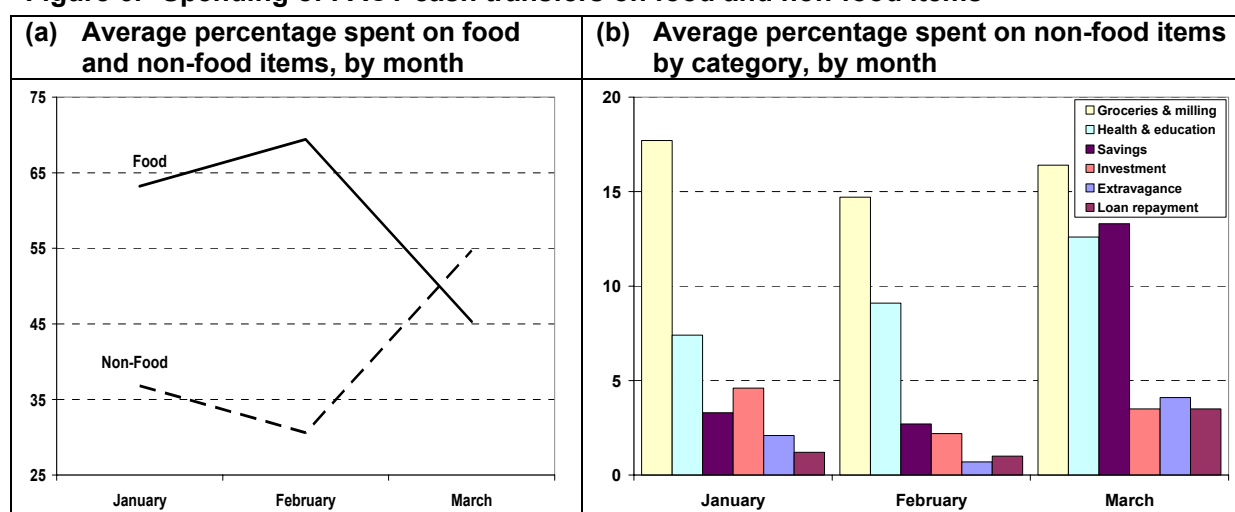 (a) Average percentage spent on food
and non-food items, by month
(b) Average percentage spent on non-food items
by category, by month
75
65
55
45
35
25
Food
Non-Food
January February March
20
15
10
5
0
Groceries & milling
Health & education
Savings
Investment
Extravagance
Loan repayment
January February March